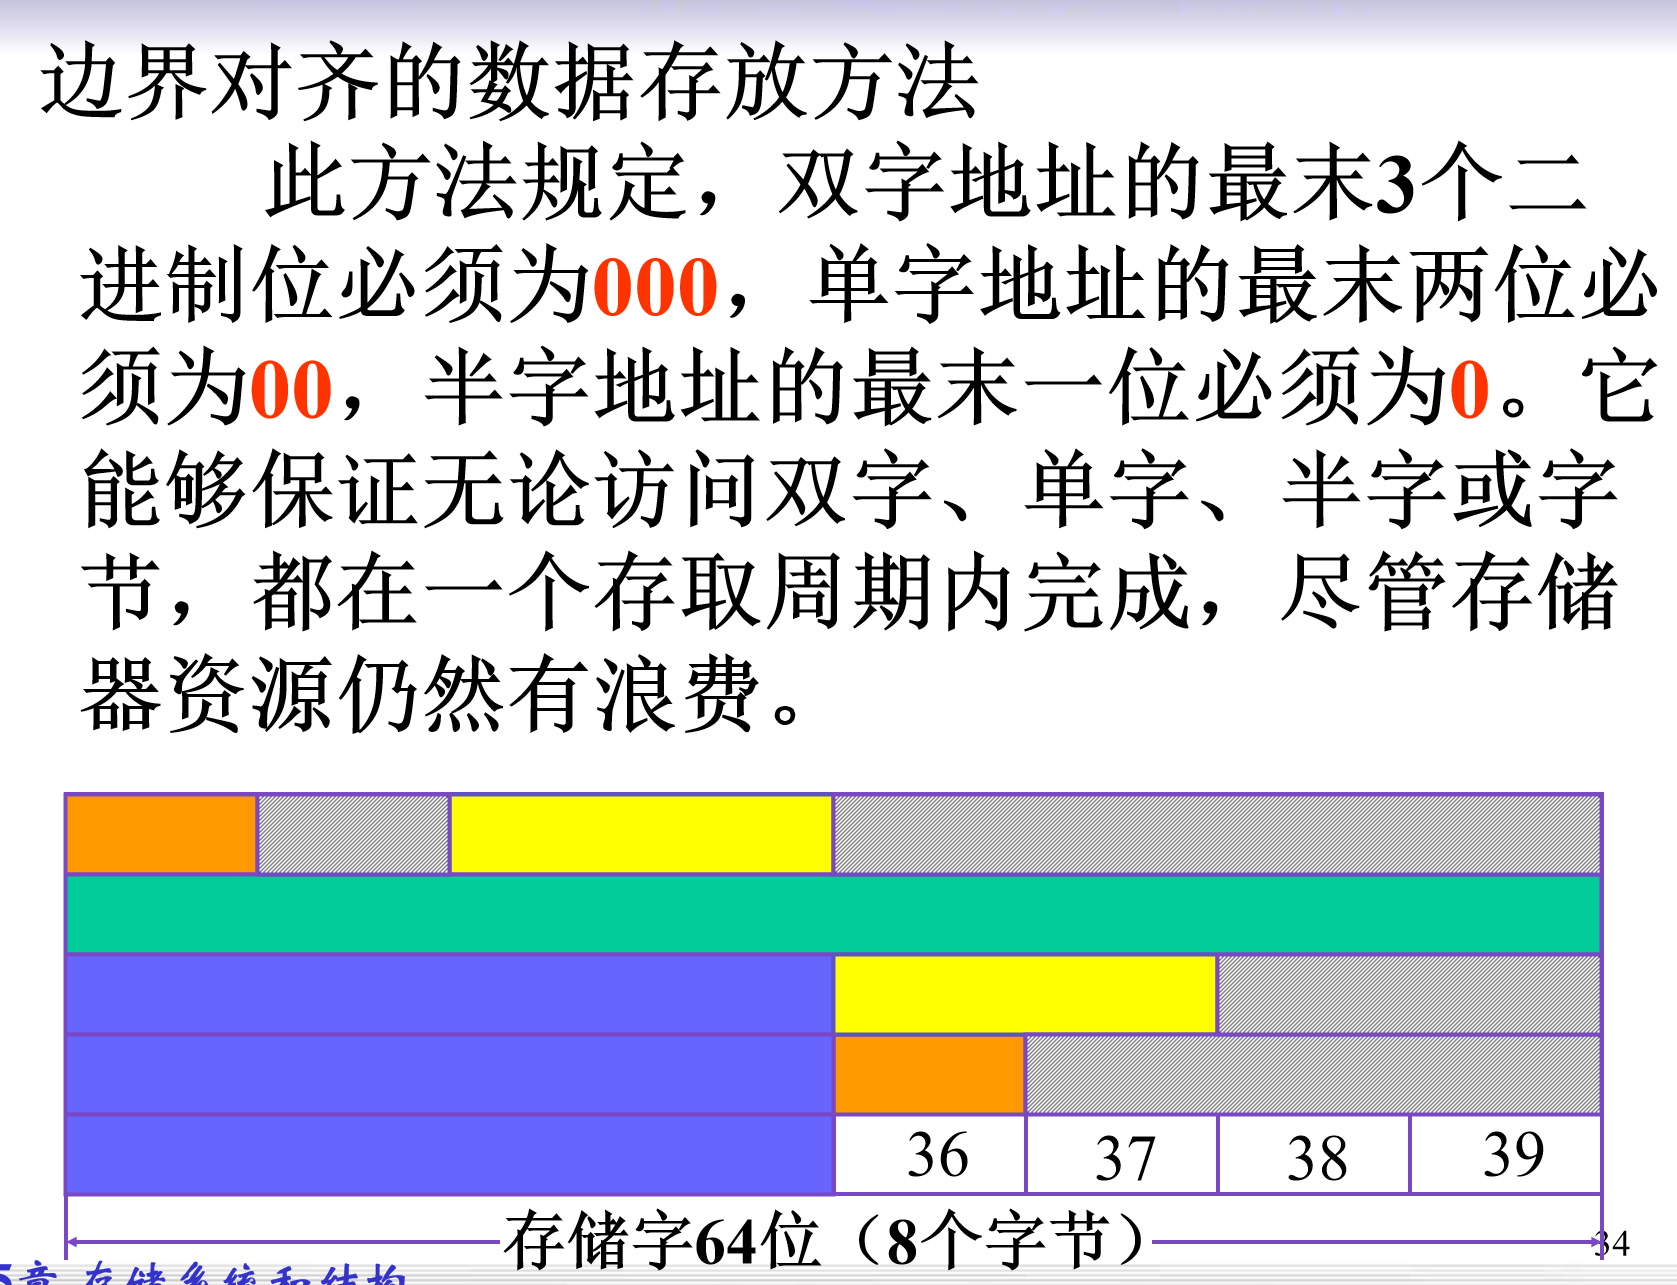 边界对齐的数据存放方法
此方法规定，双字地址的最末3个二
进制位必须为000，单字地址的最末两位必
须为00，半字地址的最末一位必须为0。它
能够保证无论访问双字、单字、半字或字
节，都在一个存取周期内完成，尽管存储
器资源仍然有浪费。
36 37 38 39
存储字64位（8个字节）
34
5章 存储系统和结构